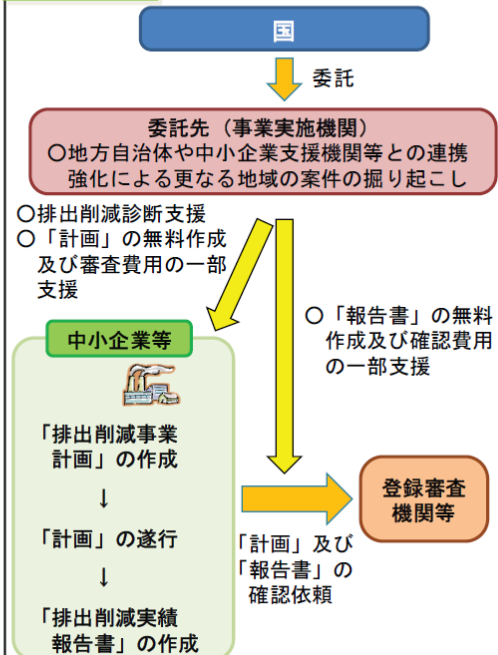 国
委託
委託先（事業実施機関）
〇地方自治体や中小企業支援機関等との連携
強化による更なる地域の案件の掘り起こし
〇排出削減診断支援
〇「計画」の無料作成
及び審査費用の一部
支援
〇「報告書」の無料
作成及び確認費用
の一部支援
中小企業等
「排出削減事業
計画」の作成
↓
「計画」の遂行
↓
「排出削減実績
報告書」の作成
「計画」及び
「報告書」の
確認依頼
登録審査
機関等